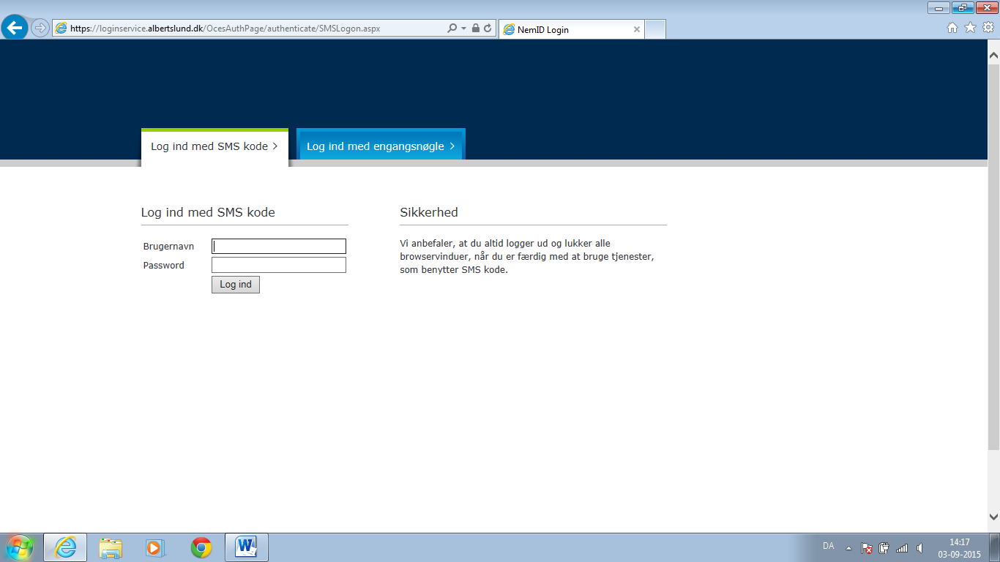 https://loginservice.albertslund.dk/OcesAuthPage/authenticate/SMSLogon.aspx
NemID Login
Log ind med SMS kode
Log ind med engangsnøgle
Log ind med SMS kode
Brugernavn
Password
Log ind
Sikkerhed
Vi anbefaler, at du altid logger ud og lukker alle
browservinduer, når du er færdig med at bruge tjenester,
som benytter SMS kode.
W
DA
14:17
03-09-2015